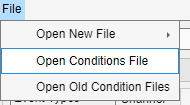 File
Open New File
Open Conditions File
Open Old Condition Files